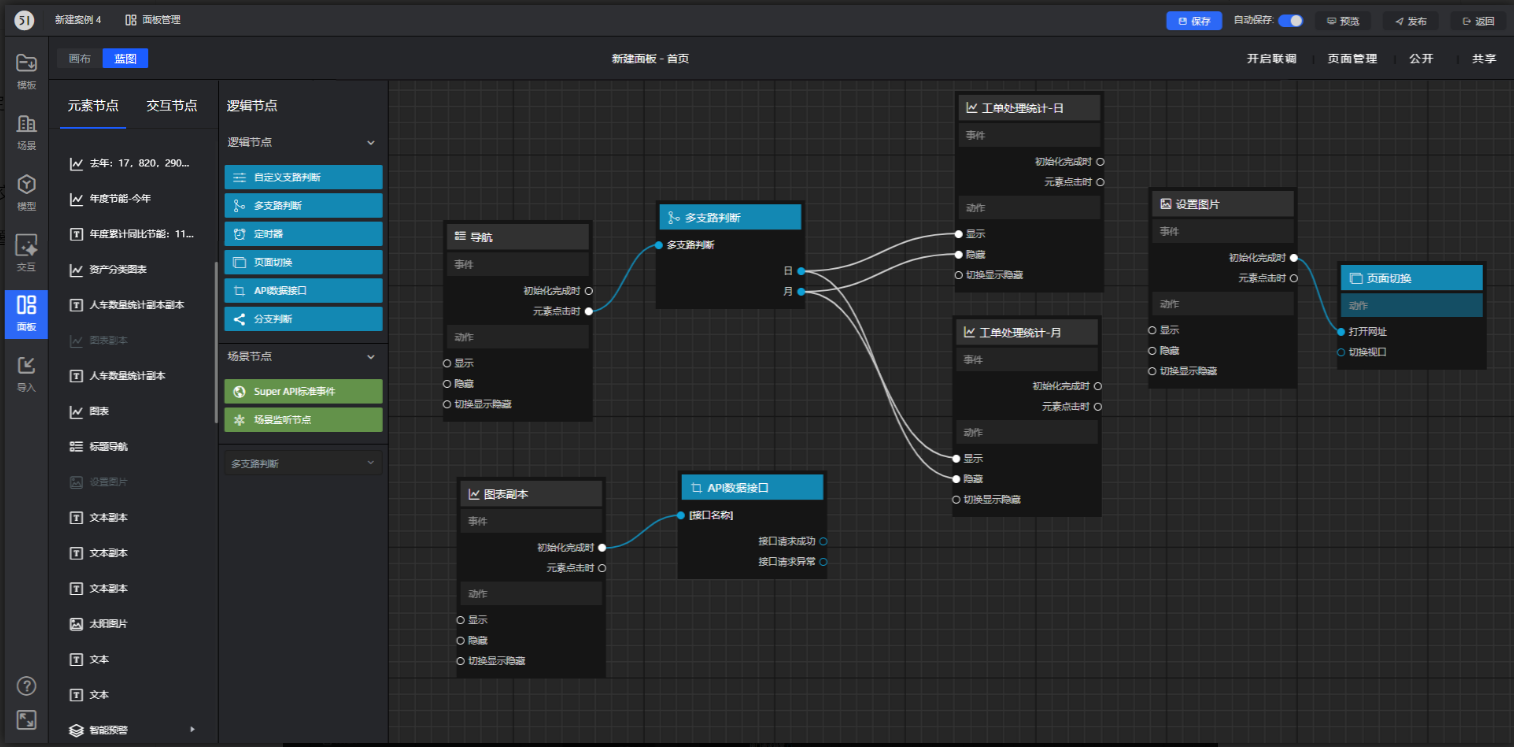 51
新建案例 4
面板管理
保存
自动保存:
预览
发布
返回
画布
蓝图
新建面板 - 首页
开启联调
页面管理
公开
共享
模板
场景
模型
交互
面板
导入
元素节点
交互节点
去年：17，820，290...
年度节能-今年
年度累计同比节能：11...
资产分类图表
人车数量统计副本副本
图表副本
人车数量统计副本
图表
标题导航
设置图片
文本副本
文本副本
文本副本
太阳图片
文本
文本
智能预警
逻辑节点
逻辑节点
自定义支路判断
多支路判断
定时器
页面切换
API数据接口
分支判断
场景节点
Super API标准事件
场景监听节点
多支路判断
导航
事件
初始化完成时
元素点击时
动作
显示
隐藏
切换显示隐藏
多支路判断
多支路判断
日
月
工单处理统计-日
事件
初始化完成时
元素点击时
动作
显示
隐藏
切换显示隐藏
工单处理统计-月
事件
初始化完成时
元素点击时
动作
显示
隐藏
切换显示隐藏
设置图片
事件
初始化完成时
元素点击时
动作
显示
隐藏
切换显示隐藏
页面切换
动作
打开网址
切换视口
图表副本
事件
初始化完成时
元素点击时
动作
显示
隐藏
切换显示隐藏
API数据接口
[接口名称]
接口请求成功
接口请求异常